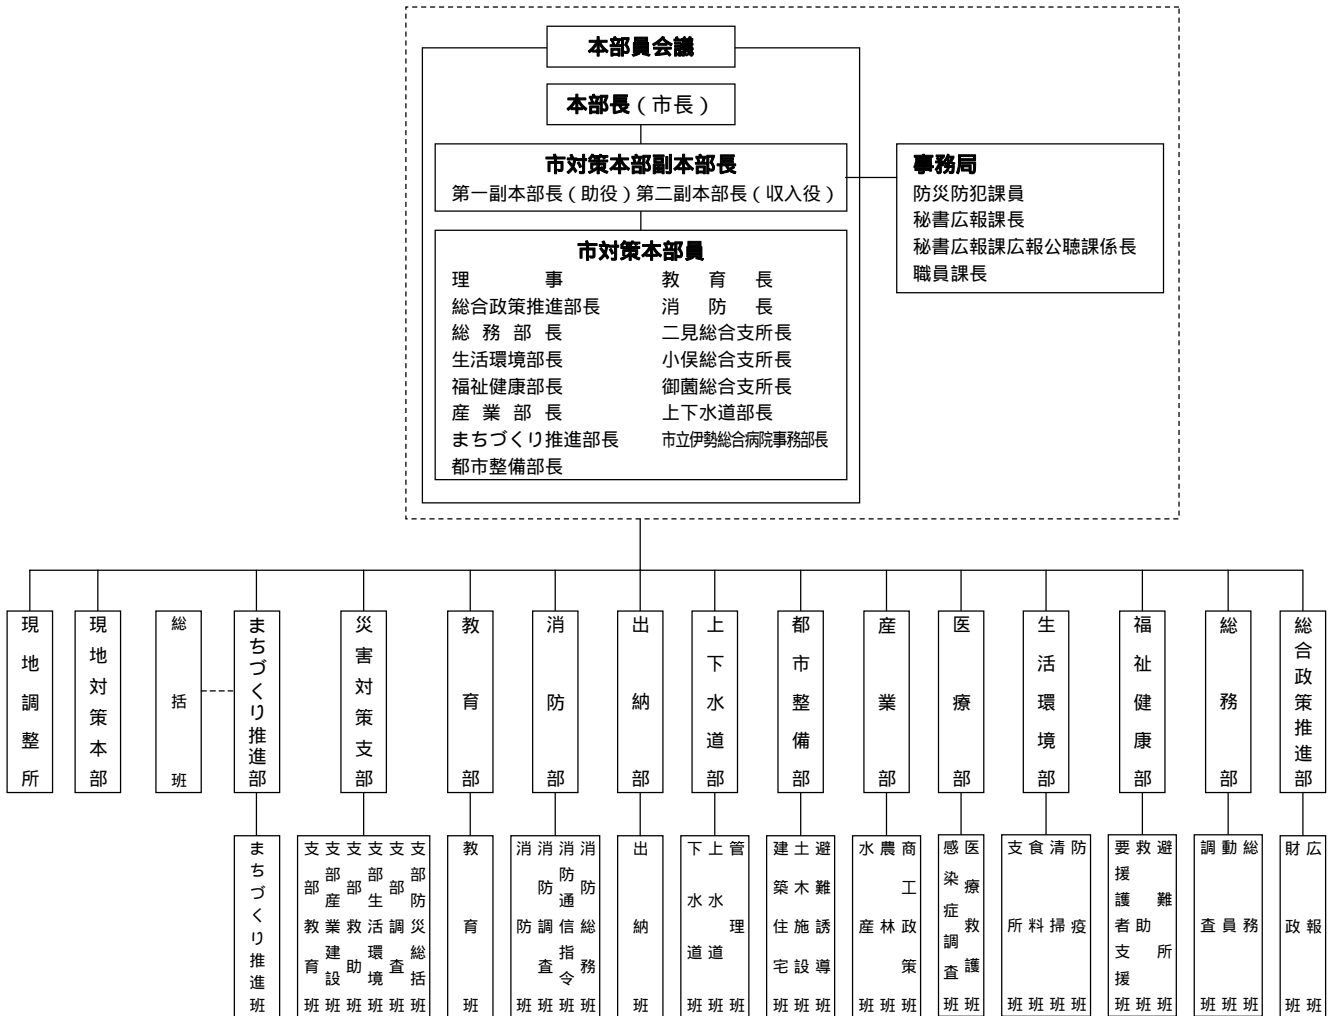 本部員会議
本部長（市長）
市対策本部副本部長
第一副本部長（助役）第二副本部長（収入役）
事務局
防災防犯課員
秘書広報課長
秘書広報課広報公聴課係長
職員課長
市対策本部員
理事
教育長
総合政策推進部長
消防長
総務部長
二見総合支所長
生活環境部長
小俣総合支所長
福祉健康部長
御薗総合支所長
産業部長
上下水道部長
まちづくり推進部長
市立伊勢総合病院事務部長
都市整備部長
現地調整所
現地対策本部
総括班
まちづくり推進部
災害対策支部
教育部
消防部
出納部
上下水道部
都市整備部
産業部
医療部
生活環境部
福祉健康部
総務部
総合政策推進部
まちづくり推進班
支部防災総括班
支部調査班
支部生活環境班
支部救助班
支部産業建設班
支部教育班
教育班
消防総務班
消防通信指令班
消防調査班
消防班
出納班
管理班
上水道班
下水道班
避難誘導班
土木施設班
建築住宅班
商工政策班
農林班
水産班
医療救護班
感染症調査班
防疫班
清掃班
食料班
支所班
避難所班
救助班
要援護者支援班
総務班
動員班
調査班
広報班
財政班